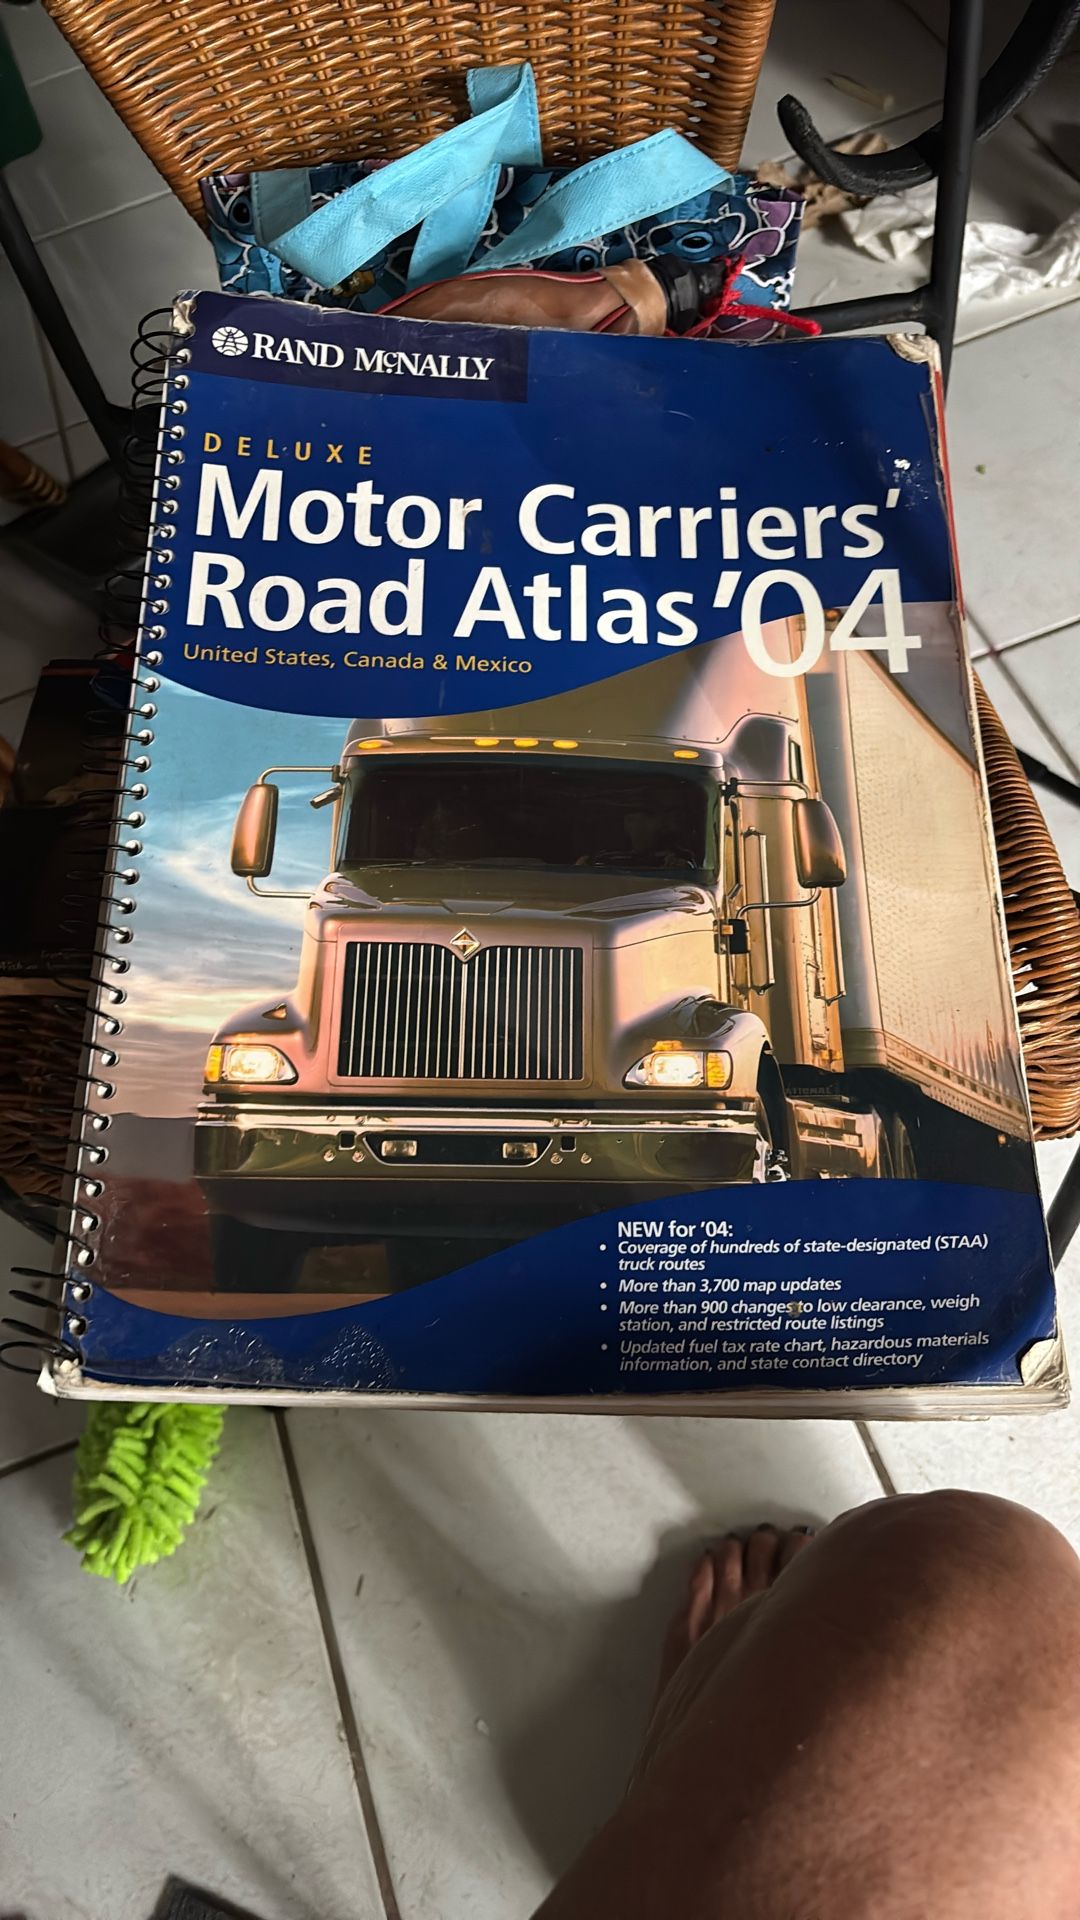 RAND McNALLY
DELUXE
Motor Carriers'
Road Atlas '04
United States, Canada & Mexico
NEW for '04:
• Coverage of hundreds of state-designated (STAA)
truck routes
• More than 3,700 map updates
• More than 900 changes to low clearance, weigh
station, and restricted route listings
• Updated fuel tax rate chart, hazardous materials
information, and state contact directory